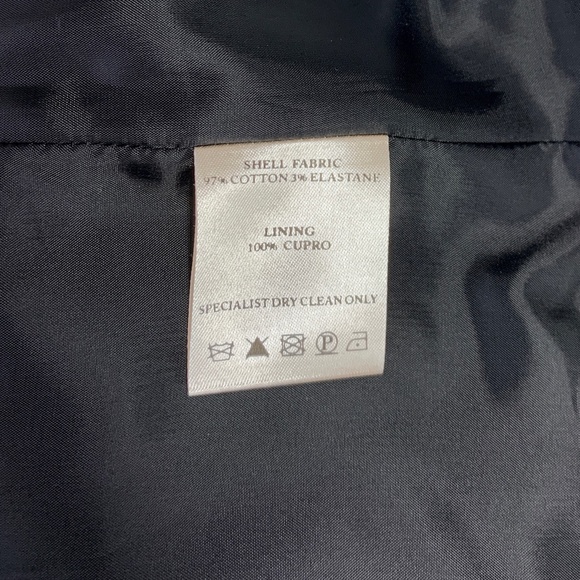 SHELL FABRIC
97% COTTON 3% ELASTANE
LINING
100% CUPRO
SPECIALIST DRY CLEAN ONLY
P